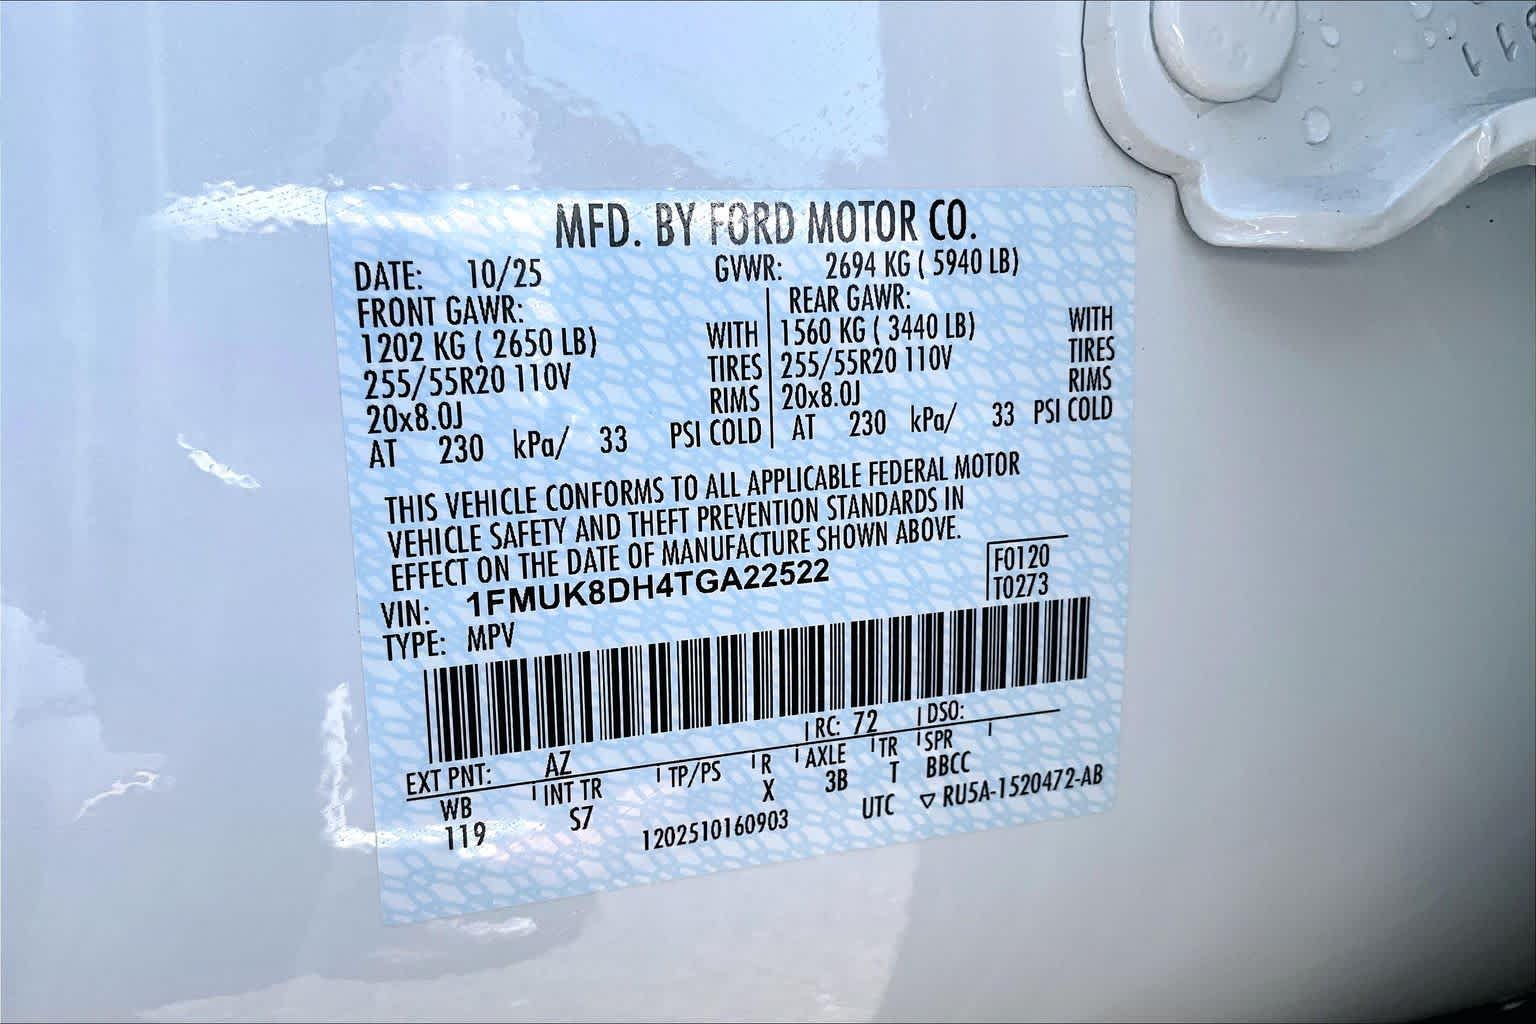 MFD. BY FORD MOTOR CO.
DATE: 10/25 GVWR: 2694 KG ( 5940 LB)
FRONT GAWR: REAR GAWR:
1202 KG ( 2650 LB) WITH 1560 KG ( 3440 LB) WITH
255/55R20 110V TIRES 255/55R20 110V TIRES
20x8.0J RIMS 20x8.0J RIMS
AT 230 kPa/ 33 PSI COLD AT 230 kPa/ 33 PSI COLD
THIS VEHICLE CONFORMS TO ALL APPLICABLE FEDERAL MOTOR
VEHICLE SAFETY AND THEFT PREVENTION STANDARDS IN
EFFECT ON THE DATE OF MANUFACTURE SHOWN ABOVE.
VIN: 1FMUK8DH4TGA22522 F0120
TYPE: MPV T0273
RC: 72 DSO:
EXT PNT: AZ
WB INT TR TP/PS R AXLE TR SPR
119 S7 X 3B T BBCC
1202510160903 UTC ▽ RU5A-1520472-AB